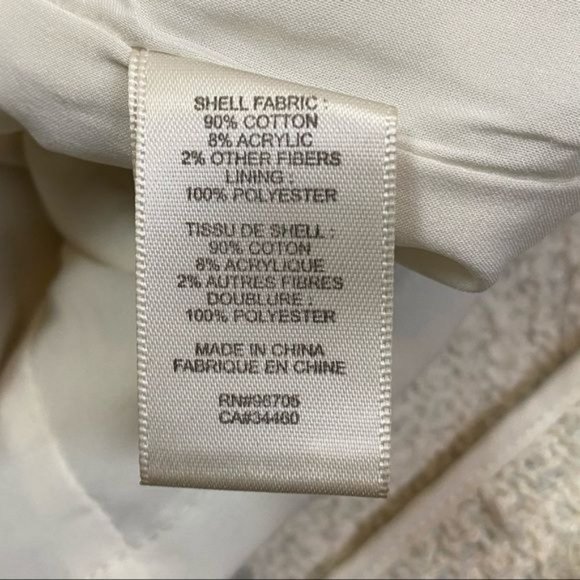 SHELL FABRIC :
90% COTTON
8% ACRYLIC
2% OTHER FIBERS
LINING :
100% POLYESTER
TISSU DE SHELL :
90% COTON
8% ACRYLIQUE
2% AUTRES FIBRES
DOUBLURE :
100% POLYESTER
MADE IN CHINA
FABRIQUE EN CHINE
RN#96705
CA#34460